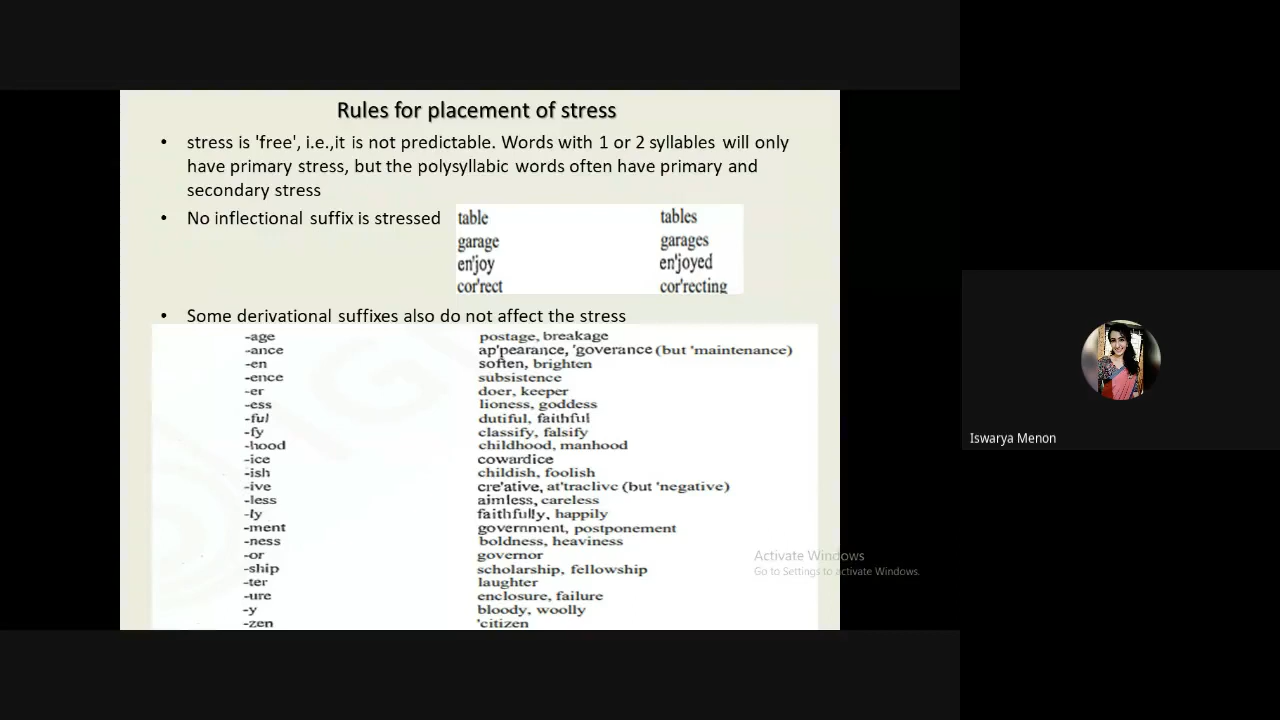 Rules for placement of stress
• stress is 'free', i.e.,it is not predictable. Words with 1 or 2 syllables will only
have primary stress, but the polysyllabic words often have primary and
secondary stress
• No inflectional suffix is stressed
table tables
garage garages
en'joy en'joyed
cor'rect cor'recting
• Some derivational suffixes also do not affect the stress
-age postage, breakage
-ance ap'pearance, 'goverance (but 'maintenance)
-en soften, brighten
-ence subsistence
-er doer, keeper
-ess lioness, goddess
-ful dutiful, faithful
-fy classify, falsify
-hood childhood, manhood
-ice cowardice
-ish childish, foolish
-ive cre'ative, at'traclive (but 'negative)
-less aimless, careless
-ly faithfully, happily
-ment government, postponement
-ness boldness, heaviness
-or governor
-ship scholarship, fellowship
-ter laughter
-ure enclosure, failure
-y bloody, woolly
-zen 'citizen
Activate Windows
Go to Settings to activate Windows.
Iswarya Menon